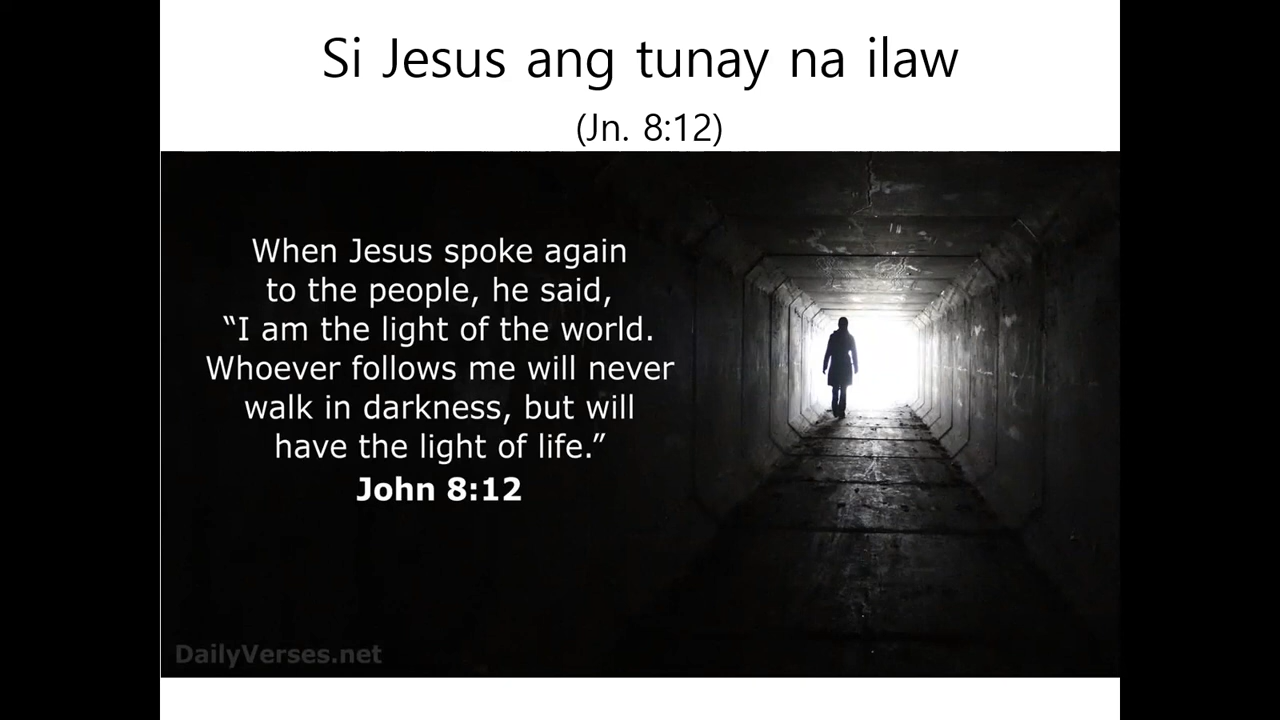 Si Jesus ang tunay na ilaw
(Jn. 8:12)
When Jesus spoke again
to the people, he said,
“I am the light of the world.
Whoever follows me will never
walk in darkness, but will
have the light of life.”
John 8:12
DailyVerses.net